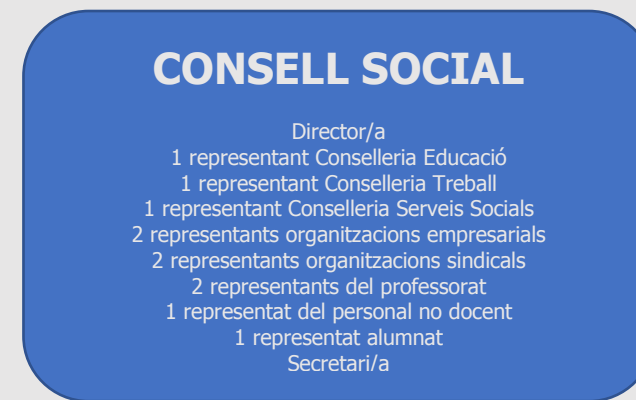 CONSELL SOCIAL
Director/a
1 representant Conselleria Educació
1 representant Conselleria Treball
1 representant Conselleria Serveis Socials
2 representants organitzacions empresarials
2 representants organitzacions sindicals
2 representants del professorat
1 representat del personal no docent
1 representat alumnat
Secretari/a